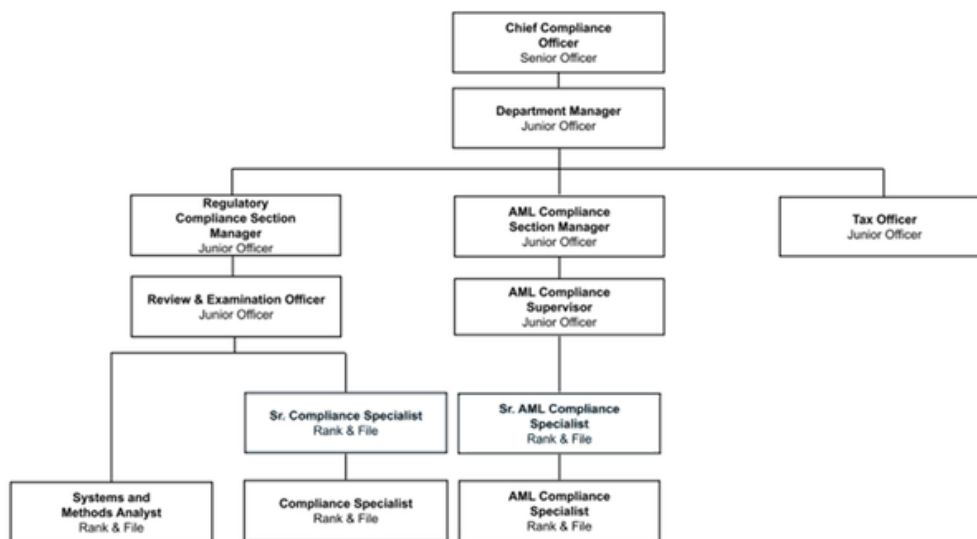 Chief Compliance
Officer
Senior Officer
Department Manager
Junior Officer
Regulatory
Compliance Section
Manager
Junior Officer
AML Compliance
Section Manager
Junior Officer
Tax Officer
Junior Officer
Review & Examination Officer
Junior Officer
AML Compliance
Supervisor
Junior Officer
Sr. Compliance Specialist
Rank & File
Sr. AML Compliance
Specialist
Rank & File
Systems and
Methods Analyst
Rank & File
Compliance Specialist
Rank & File
AML Compliance
Specialist
Rank & File